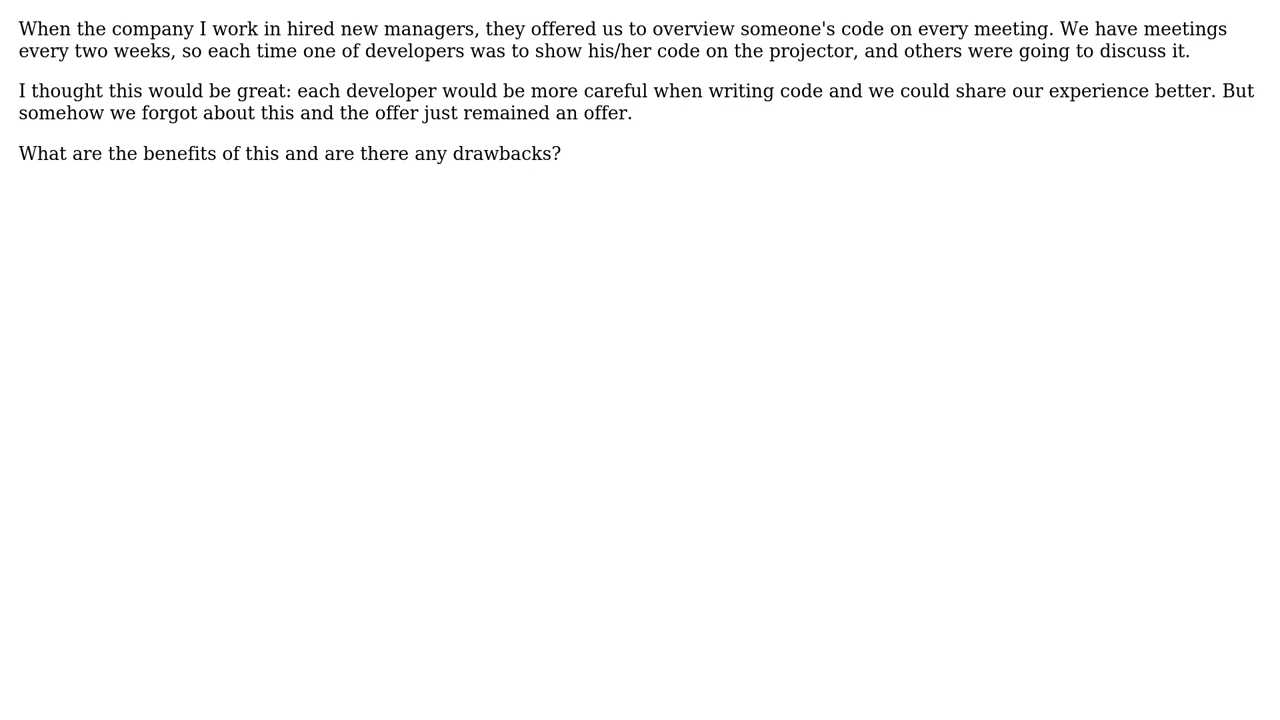 When the company I work in hired new managers, they offered us to overview someone's code on every meeting. We have meetings
every two weeks, so each time one of developers was to show his/her code on the projector, and others were going to discuss it.
I thought this would be great: each developer would be more careful when writing code and we could share our experience better. But
somehow we forgot about this and the offer just remained an offer.
What are the benefits of this and are there any drawbacks?